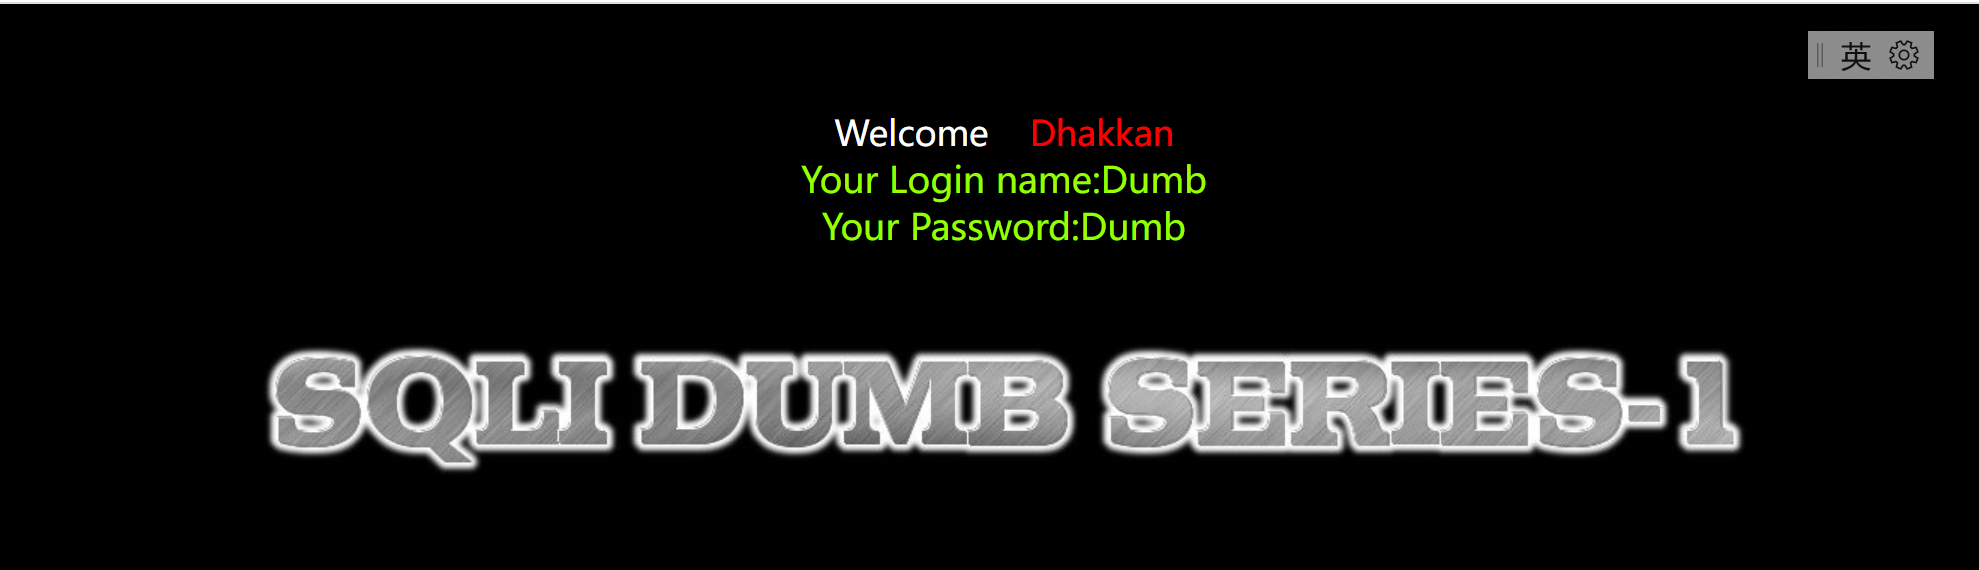 英
Welcome Dhakkan
Your Login name:Dumb
Your Password:Dumb
SQLI DUMB SERIES-1